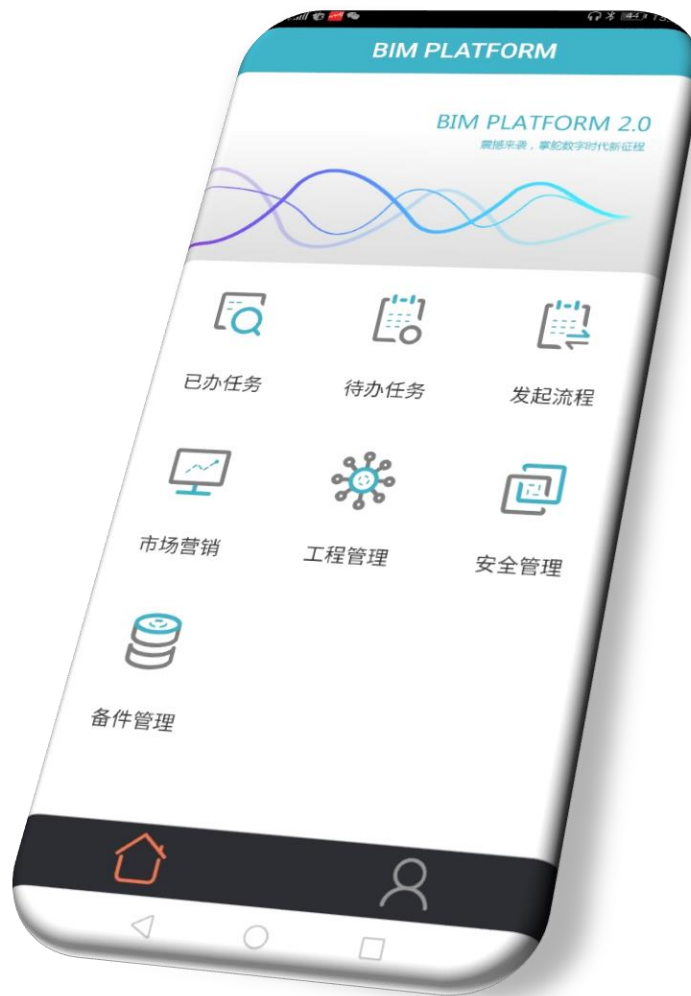 BIM PLATFORM
BIM PLATFORM 2.0
震撼来袭，掌舵数字时代新征程
已办任务
待办任务
发起流程
市场营销
工程管理
安全管理
备件管理